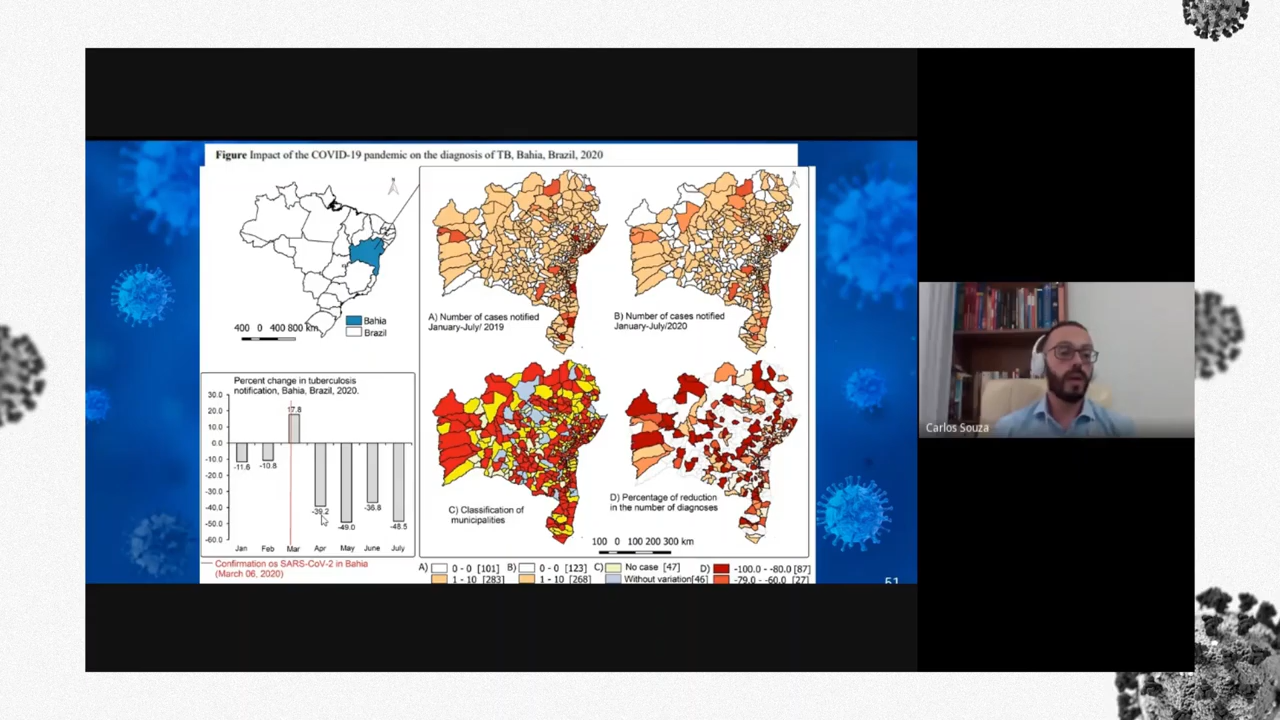 Figure Impact of the COVID-19 pandemic on the diagnosis of TB, Bahia, Brazil, 2020
N
400 0 400 800 km
Bahia
Brazil
N
A) Number of cases notified
January-July/ 2019
B) Number of cases notified
January-July/2020
Percent change in tuberculosis
notification, Bahia, Brazil, 2020.
30.0
20.0
10.0
0.0
-10.0
-20.0
-30.0
-40.0
-50.0
-60.0
-11.6
-10.8
17.8
-39.2
-49.0
-36.8
-48.5
Jan Feb Mar Apr May June July
Confirmation os SARS-CoV-2 in Bahia
(March 06, 2020)
C) Classification of
municipalities
D) Percentage of reduction
in the number of diagnoses
100 0 100 200 300 km
A) 0 - 0 [101] B) 0 - 0 [123] C) No case [47] D) -100.0 - -80.0 [87]
1 - 10 [283] 1 - 10 [268] Without variation[46] -79.0 - -60.0 [27]
51
Carlos Souza